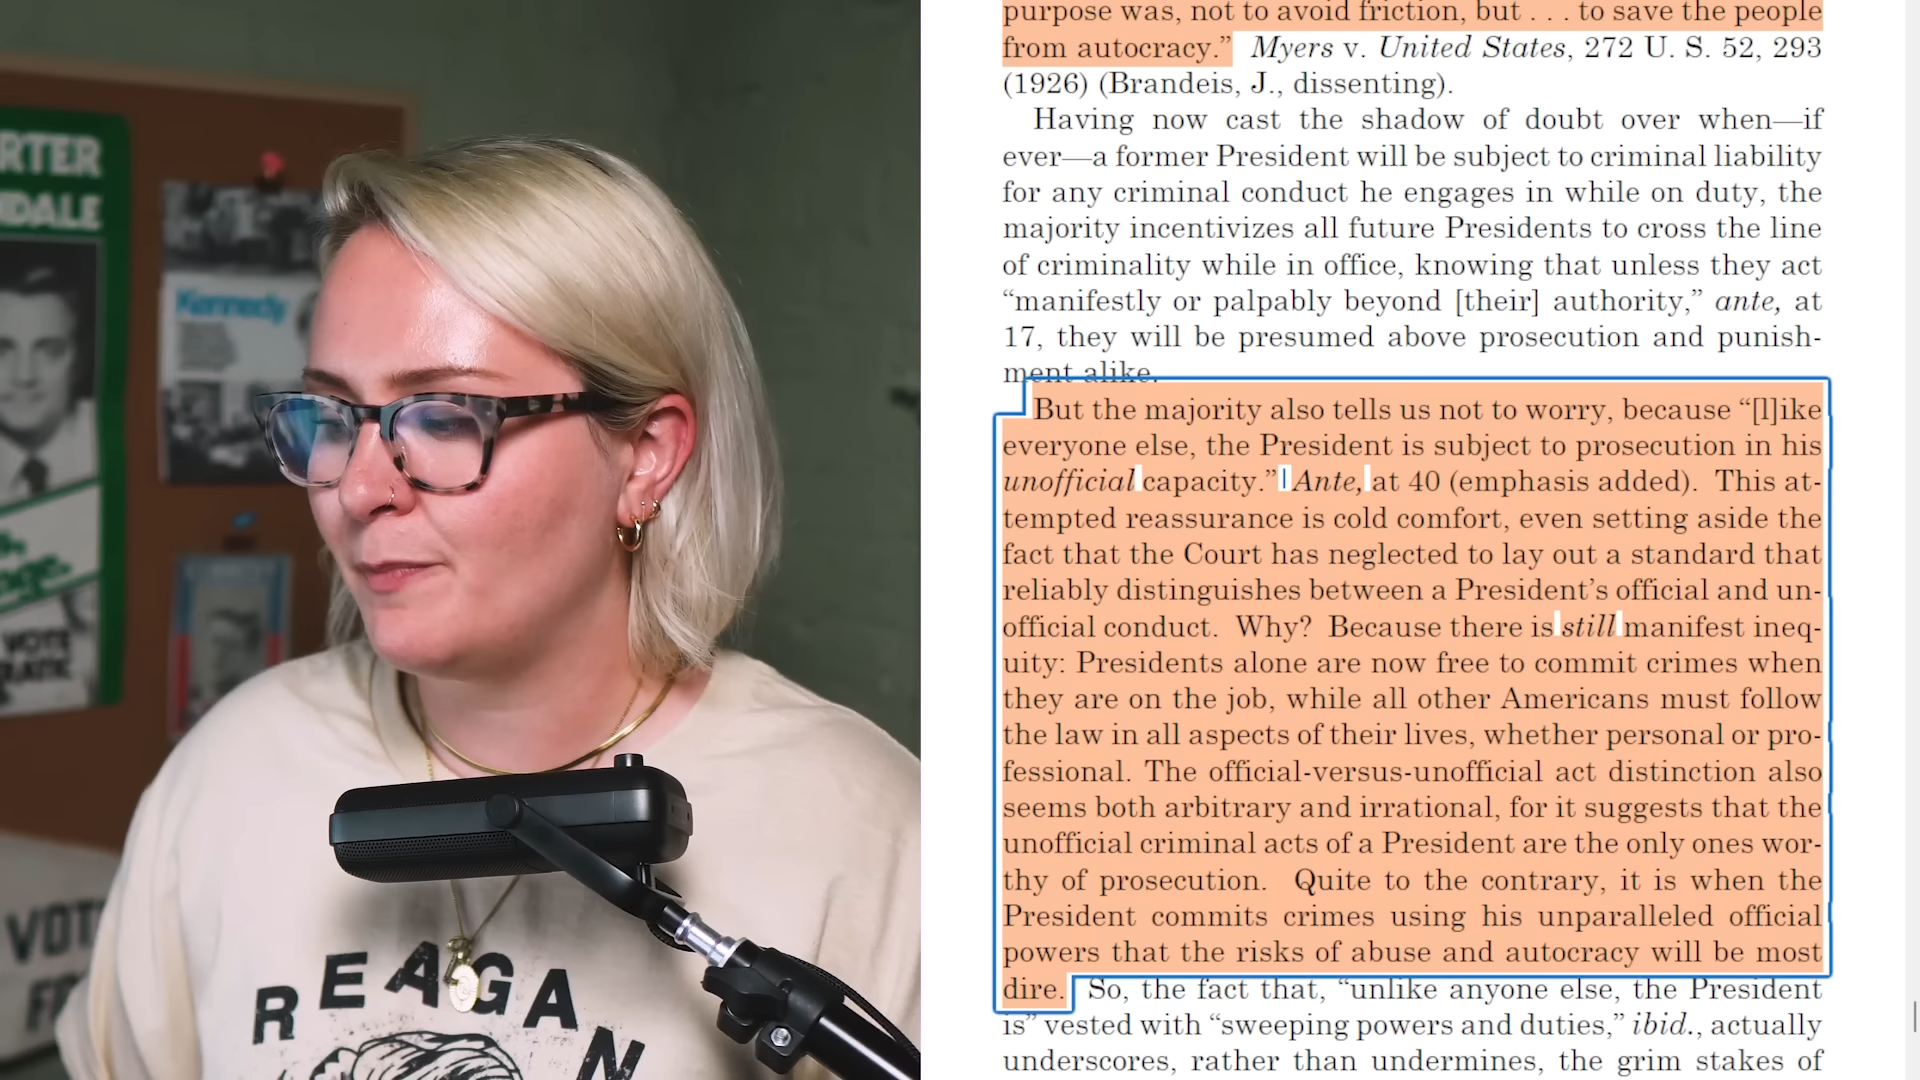 RTER
NDALE
Kennedy
VOTE
VOT
REAGAN
purpose was, not to avoid friction, but . . . to save the people
from autocracy.” Myers v. United States, 272 U. S. 52, 293
(1926) (Brandeis, J., dissenting).
Having now cast the shadow of doubt over when—if
ever—a former President will be subject to criminal liability
for any criminal conduct he engages in while on duty, the
majority incentivizes all future Presidents to cross the line
of criminality while in office, knowing that unless they act
“manifestly or palpably beyond [their] authority,” ante, at
17, they will be presumed above prosecution and punish-
ment alike.
But the majority also tells us not to worry, because “[l]ike
everyone else, the President is subject to prosecution in his
unofficial capacity.” Ante, at 40 (emphasis added). This at-
tempted reassurance is cold comfort, even setting aside the
fact that the Court has neglected to lay out a standard that
reliably distinguishes between a President’s official and un-
official conduct. Why? Because there is still manifest ineq-
uity: Presidents alone are now free to commit crimes when
they are on the job, while all other Americans must follow
the law in all aspects of their lives, whether personal or pro-
fessional. The official-versus-unofficial act distinction also
seems both arbitrary and irrational, for it suggests that the
unofficial criminal acts of a President are the only ones wor-
thy of prosecution. Quite to the contrary, it is when the
President commits crimes using his unparalleled official
powers that the risks of abuse and autocracy will be most
dire. So, the fact that, “unlike anyone else, the President
is” vested with “sweeping powers and duties,” ibid., actually
underscores, rather than undermines, the grim stakes of